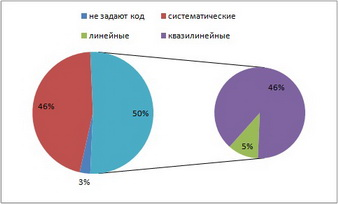 не задают код систематические
линейные квазилинейные
46%
46%
50%
5%
3%